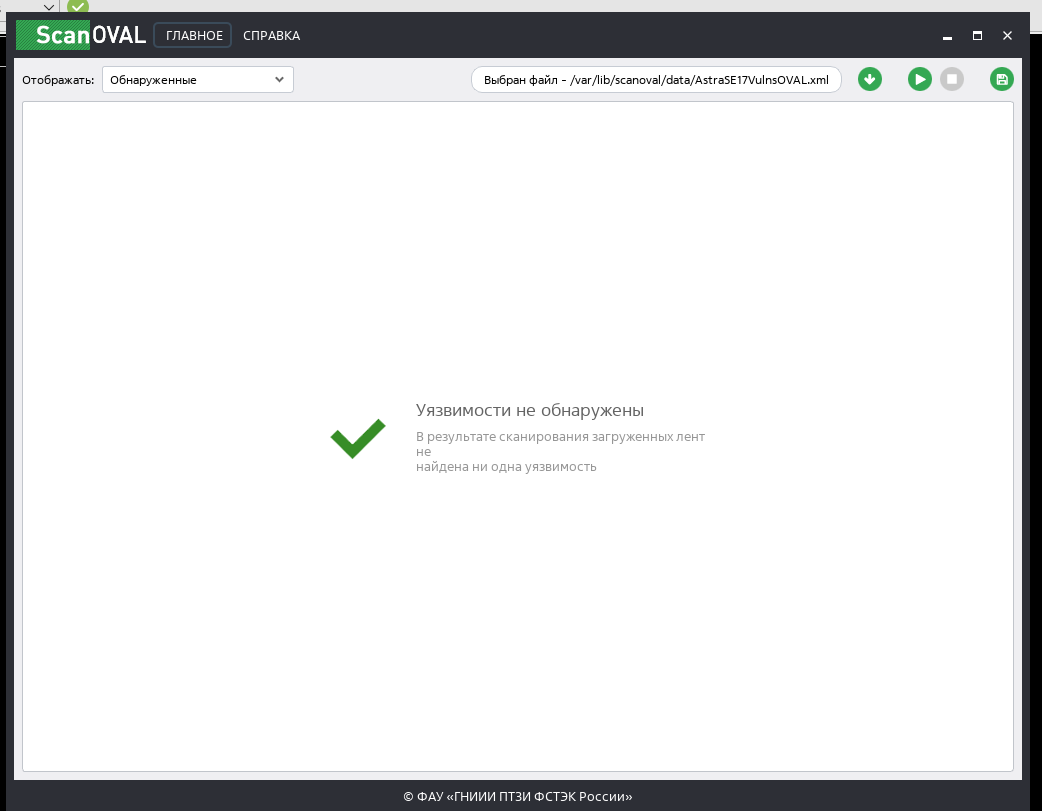 ScanOVAL ГЛАВНОЕ СПРАВКА
Отображать: Обнаруженные Выбран файл - /var/lib/scanoval/data/AstraSE17VulnsOVAL.xml
Уязвимости не обнаружены
В результате сканирования загруженных лент
не
найдена ни одна уязвимость
© ФАУ «ГНИИИ ПТЗИ ФСТЭК России»